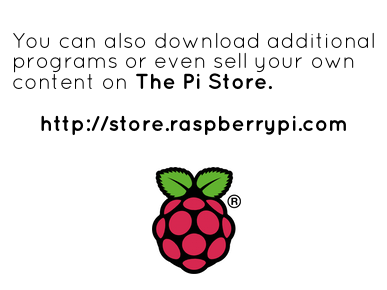 You can also download additional
programs or even sell your own
content on The Pi Store.
http://store.raspberrypi.com
®